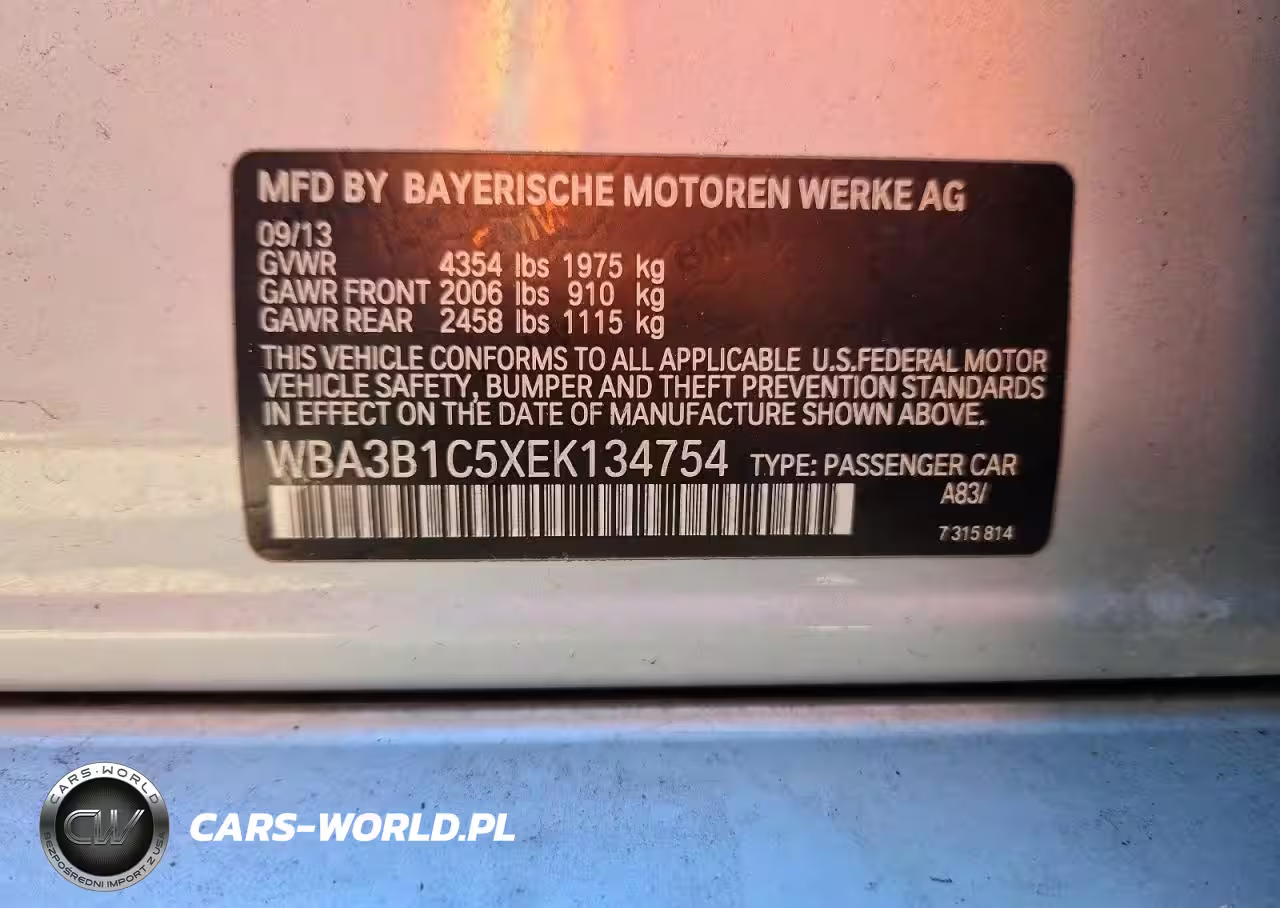 MFD BY BAYERISCHE MOTOREN WERKE AG
09/13
GVWR 4354 lbs 1975 kg
GAWR FRONT 2006 lbs 910 kg
GAWR REAR 2458 lbs 1115 kg
THIS VEHICLE CONFORMS TO ALL APPLICABLE U.S.FEDERAL MOTOR
VEHICLE SAFETY, BUMPER AND THEFT PREVENTION STANDARDS
IN EFFECT ON THE DATE OF MANUFACTURE SHOWN ABOVE.
WBA3B1C5XEK134754 TYPE: PASSENGER CAR
A83/
7 315 814
CARS-WORLD
CW
BEZPOŚREDNI IMPORT Z USA
CARS-WORLD.PL